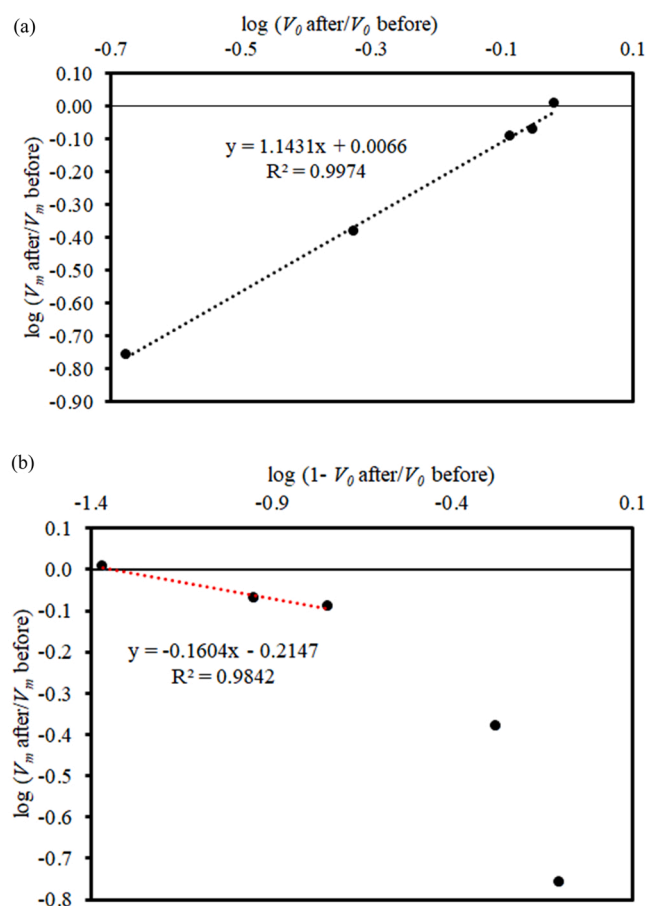 (a)
log (V₀ after/V₀ before)
-0.7 -0.5 -0.3 -0.1 0.1
0.10
0.00
-0.10
-0.20
-0.30
-0.40
-0.50
-0.60
-0.70
-0.80
-0.90
log (Vₘ after/Vₘ before)
y = 1.1431x + 0.0066
R² = 0.9974
(b)
log (1- V₀ after/V₀ before)
-1.4 -0.9 -0.4 0.1
0.1
0.0
-0.1
-0.2
-0.3
-0.4
-0.5
-0.6
-0.7
-0.8
log (Vₘ after/Vₘ before)
y = -0.1604x - 0.2147
R² = 0.9842